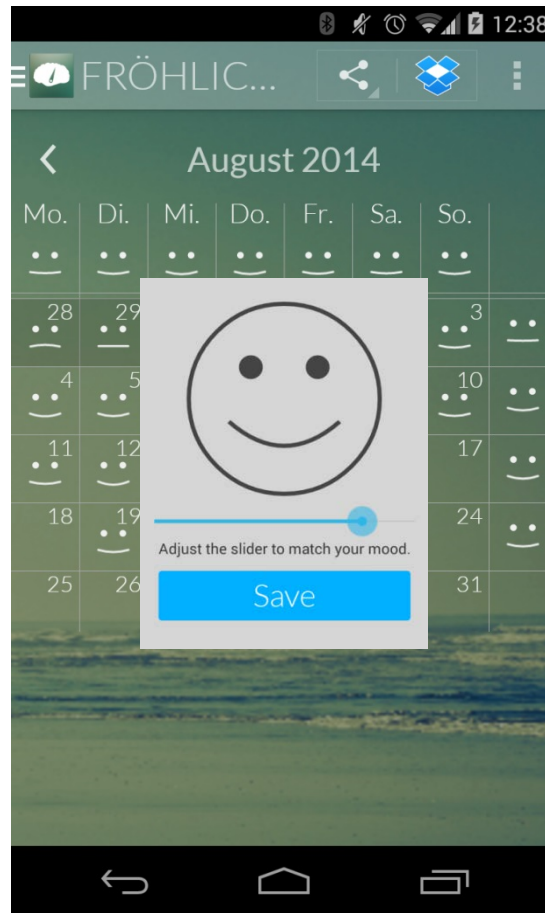 12:38
FRÖHLIC...
August 2014
Mo. Di. Mi. Do. Fr. Sa. So.
28 29 3
4 5 10
11 12 17
18 19 24
25 26 31
Adjust the slider to match your mood.
Save